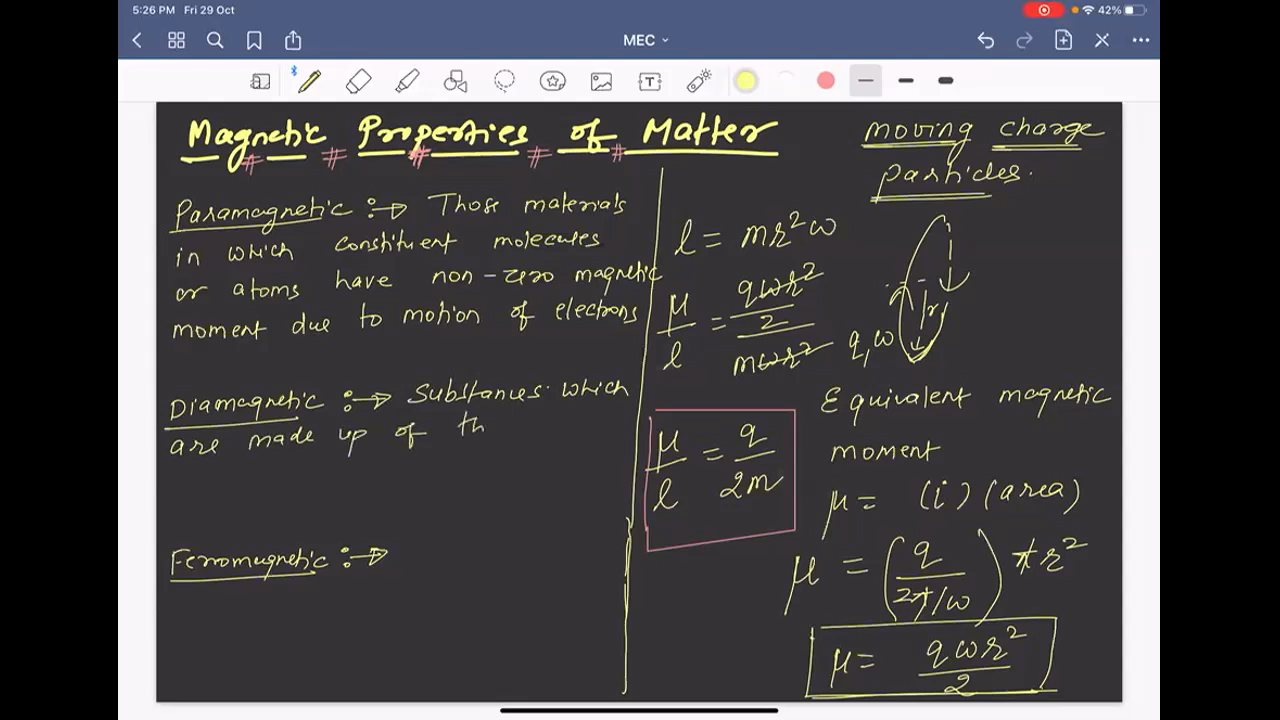 5:26 PM Fri 29 Oct
42%
MEC
Magnetic Properties of Matter
Paramagnetic :→ Those materials
in which constituent molecules
or atoms have non-zero magnetic
moment due to motion of electrons
Diamagnetic :→ Substances which
are made up of th
Ferromagnetic :→
l = mr²ω
μ/l = (qωr²/2)/(mωr²)
μ/l = q/2m
moving charge
particles.
r
q, ω
Equivalent magnetic
moment
μ = (i) (area)
μ = (q/(2π/ω)) πr²
μ = qωr²/2